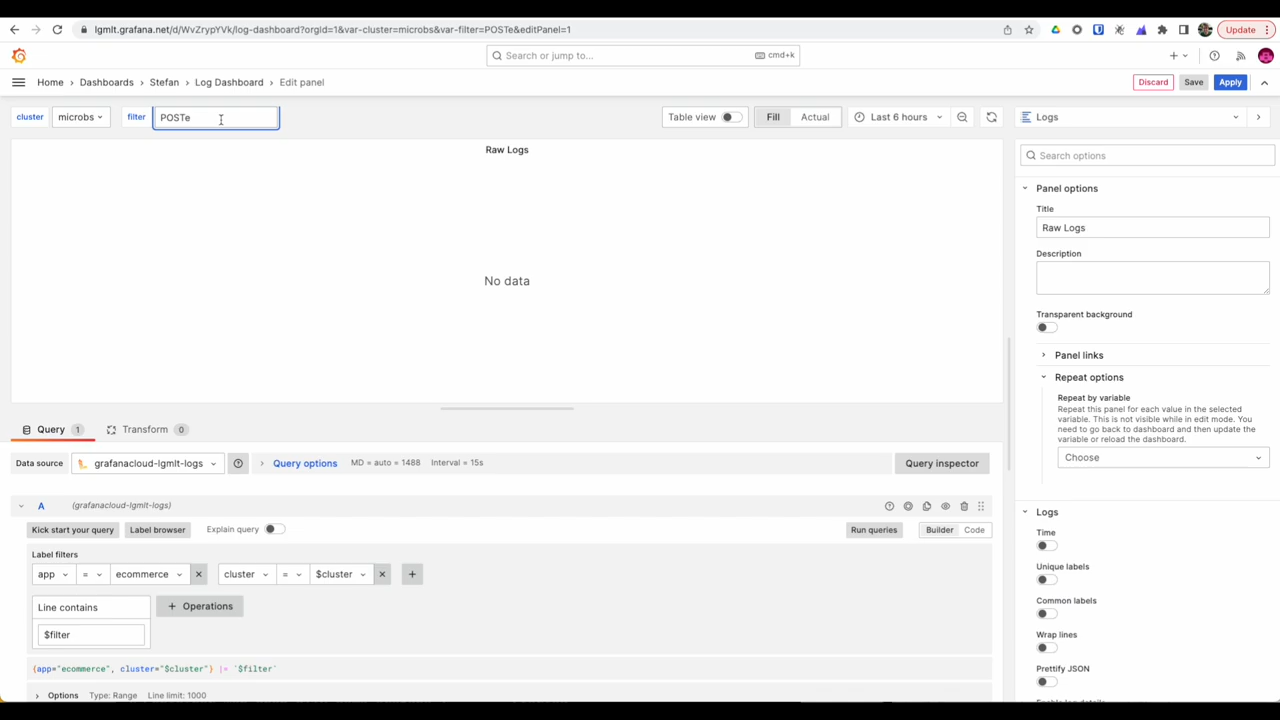 lgmlt.grafana.net/d/WvZrypYVk/log-dashboard?orgId=1&var-cluster=microbs&var-filter=POSTe&editPanel=1
Update
Search or jump to...
cmd+k
Home > Dashboards > Stefan > Log Dashboard > Edit panel
Discard Save Apply
cluster microbs filter POSTe
Table view Fill Actual Last 6 hours
Logs
Raw Logs
No data
Search options
Panel options
Title
Raw Logs
Description
Transparent background
Panel links
Repeat options
Repeat by variable
Repeat this panel for each value in the selected
variable. This is not visible while in edit mode. You
need to go back to dashboard and then update the
variable or reload the dashboard.
Choose
Query 1 Transform 0
Data source grafanacloud-lgmlt-logs Query options MD = auto = 1488 Interval = 15s Query inspector
A (grafanacloud-lgmlt-logs)
Kick start your query Label browser Explain query Run queries Builder Code
Label filters
app = ecommerce cluster = $cluster
Line contains + Operations
$filter
{app="ecommerce", cluster="$cluster"} |= `$filter`
Options Type: Range Line limit: 1000
Logs
Time
Unique labels
Common labels
Wrap lines
Prettify JSON